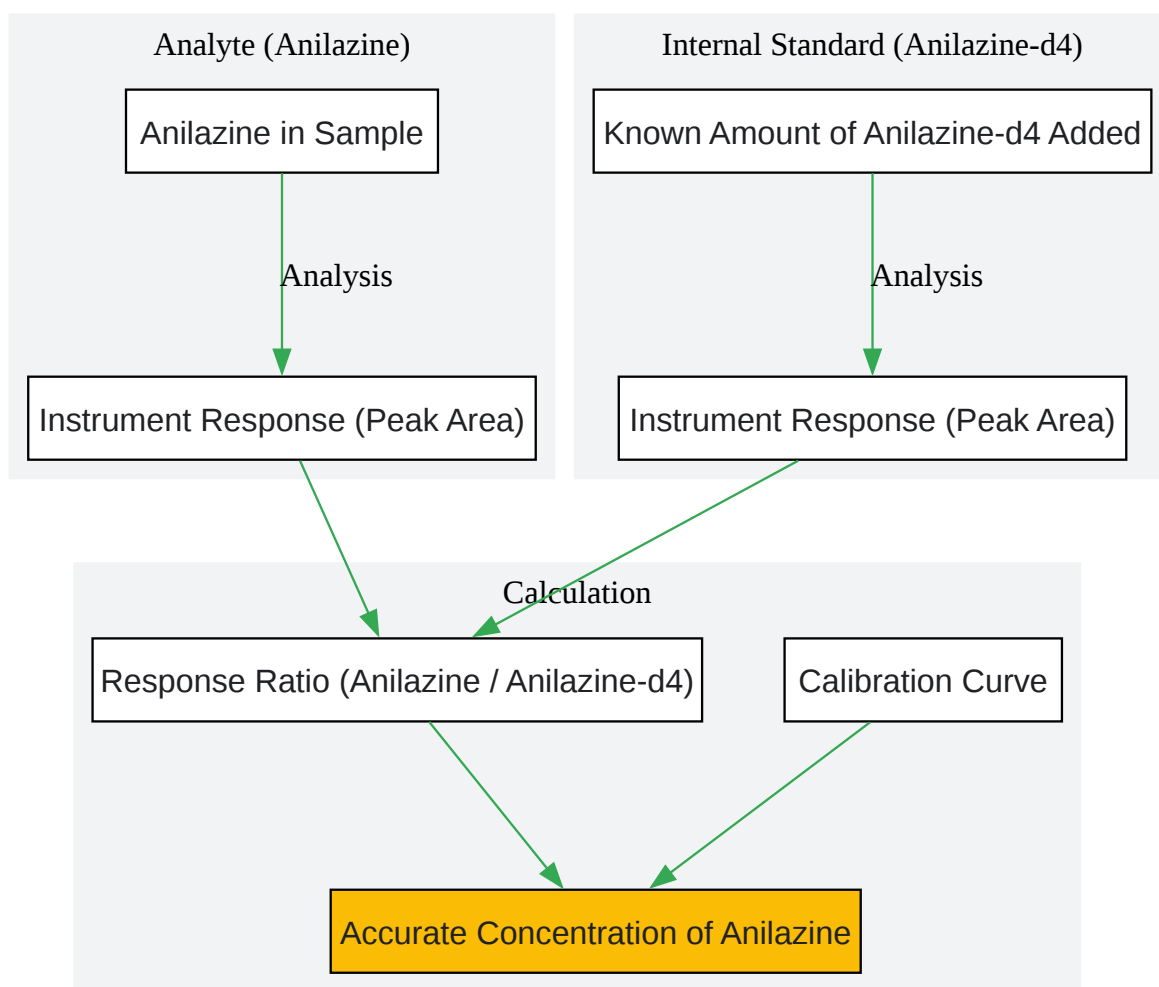 Analyte (Anilazine)
Internal Standard (Anilazine-d4)
Anilazine in Sample
Known Amount of Anilazine-d4 Added
Analysis
Analysis
Instrument Response (Peak Area)
Instrument Response (Peak Area)
Calculation
Response Ratio (Anilazine / Anilazine-d4)
Calibration Curve
Accurate Concentration of Anilazine